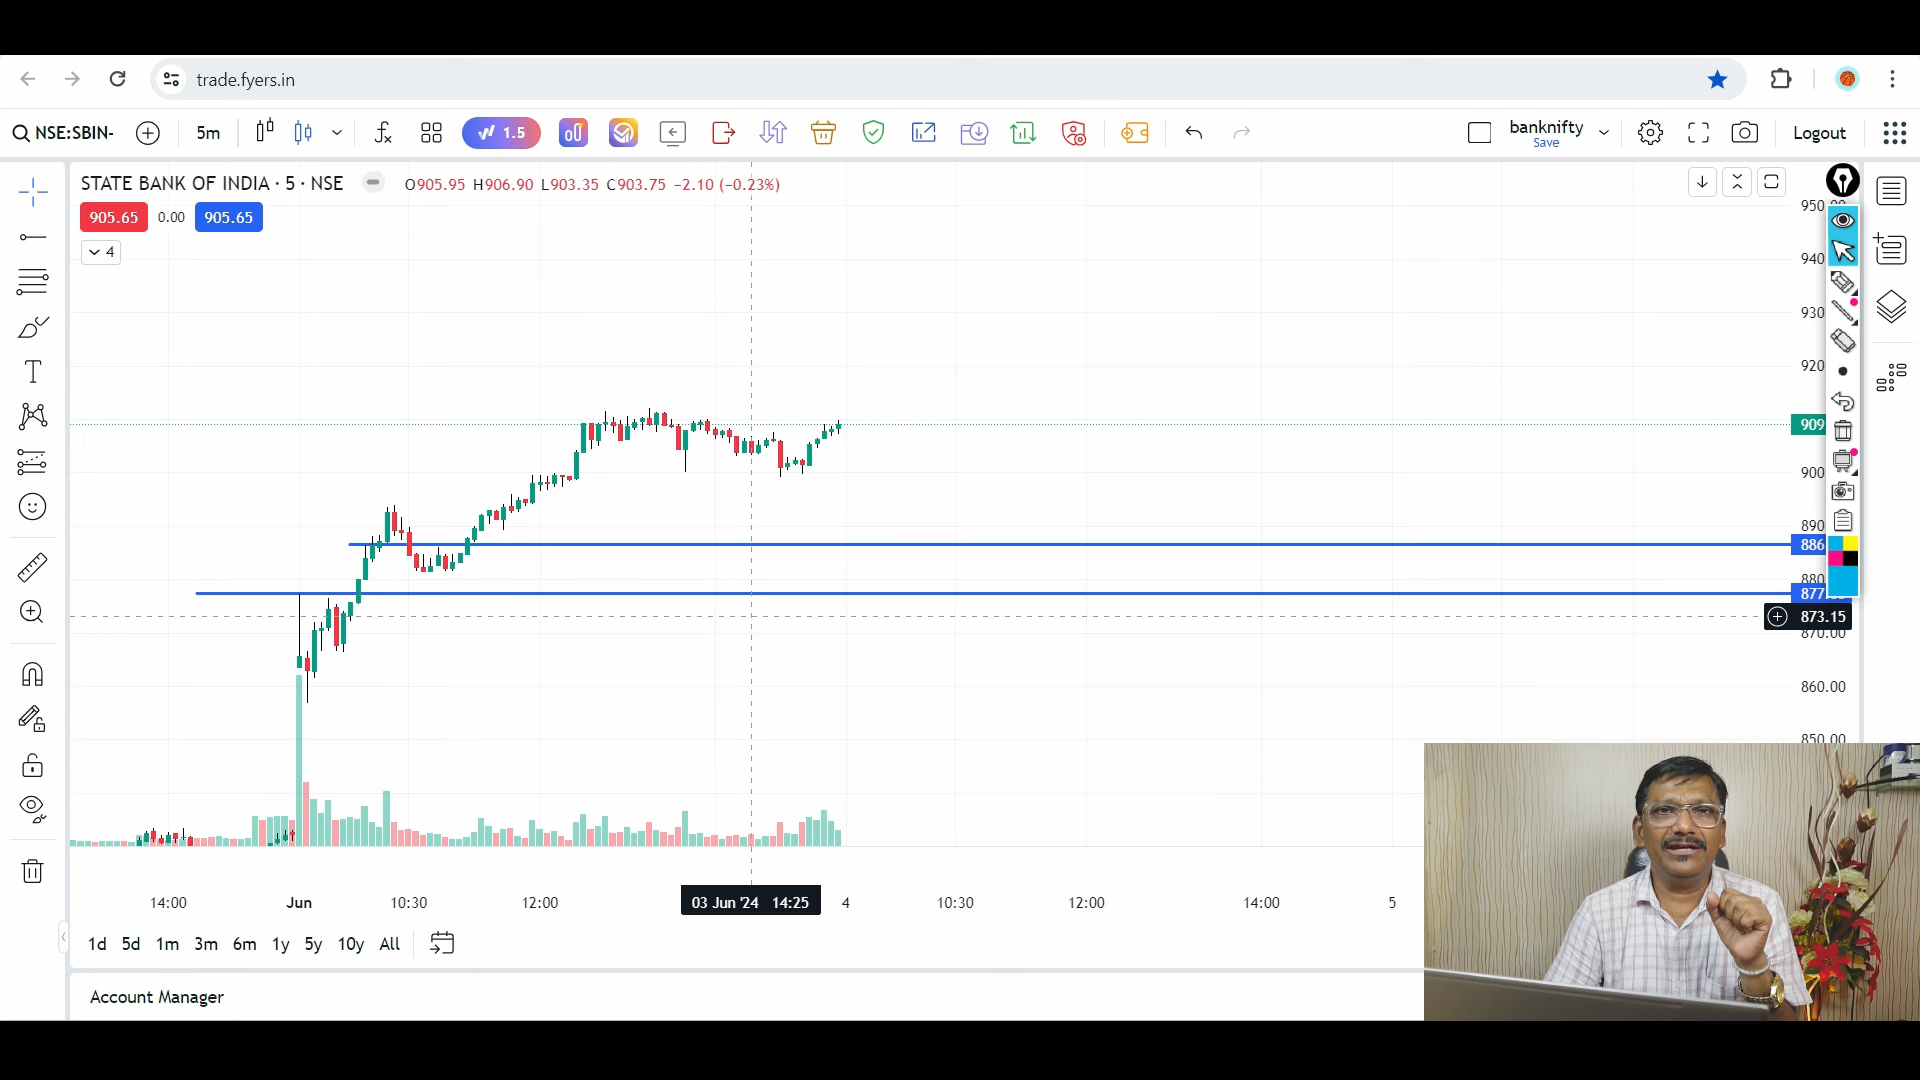 trade.fyers.in
NSE:SBIN-
5m
1.5
banknifty
Save
Logout
STATE BANK OF INDIA · 5 · NSE
O905.95 H906.90 L903.35 C903.75 −2.10 (−0.23%)
905.65 0.00 905.65
4
950.00
940
930
920
909
900
890
886
880
877
873.15
870.00
860.00
850.00
14:00 Jun 10:30 12:00 03 Jun '24 14:25 4 10:30 12:00 14:00 5
1d 5d 1m 3m 6m 1y 5y 10y All
Account Manager